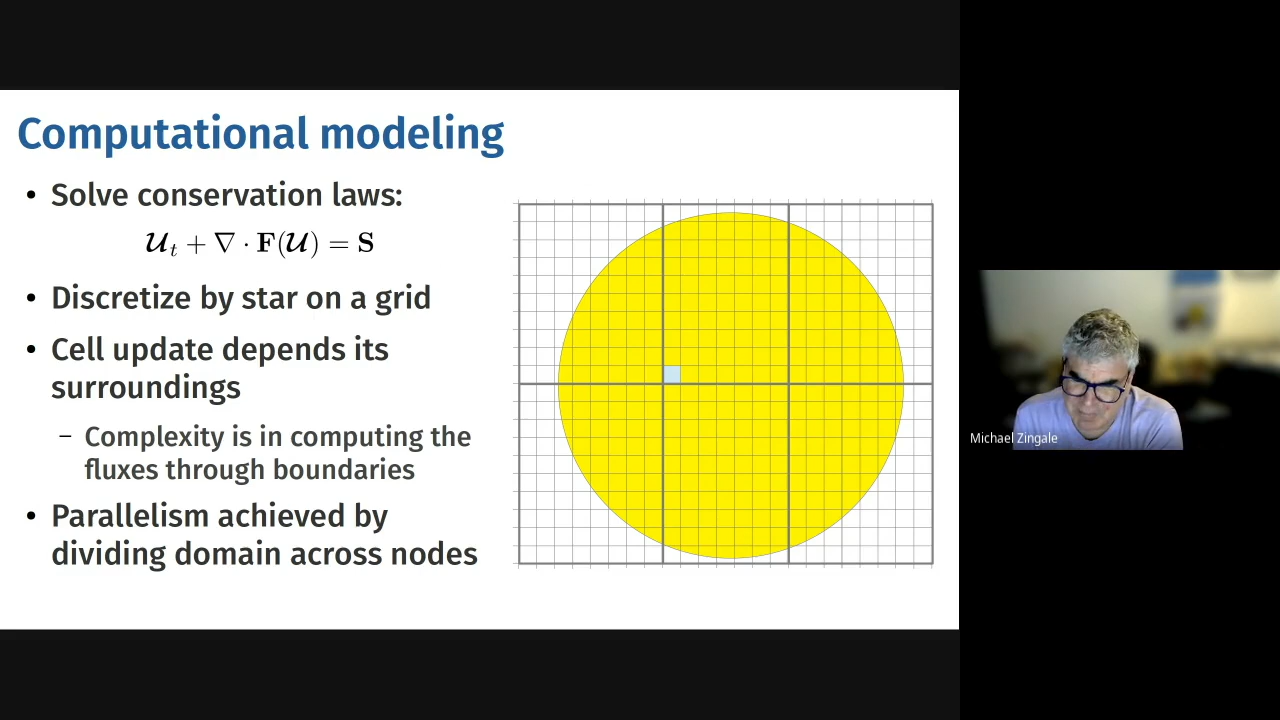 Computational modeling
• Solve conservation laws:
𝓤ₜ + ∇ · 𝐅(𝓤) = 𝐒
• Discretize by star on a grid
• Cell update depends its
surroundings
– Complexity is in computing the
fluxes through boundaries
• Parallelism achieved by
dividing domain across nodes
Michael Zingale